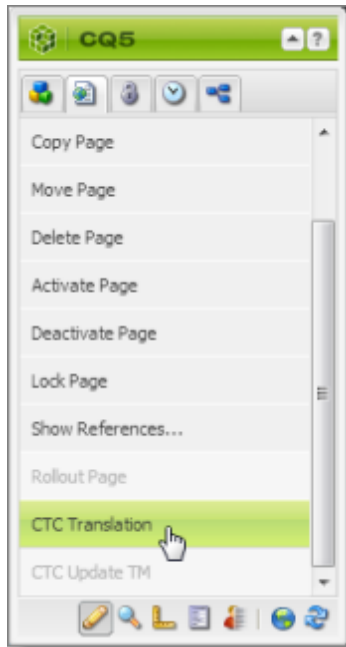 CQ5
?
Copy Page
Move Page
Delete Page
Activate Page
Deactivate Page
Lock Page
Show References...
Rollout Page
CTC Translation
CTC Update TM